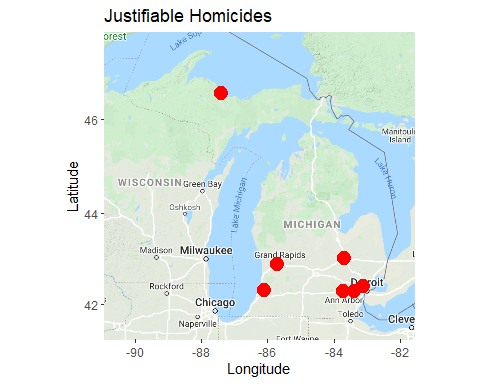 Justifiable Homicides
orest
Lake Sup
46
44
42
Latitude
Manitoulin
Island
WISCONSIN
Green Bay
Oshkosh
Lake Michigan
Lake Huron
MICHIGAN
Madison
Milwaukee
Grand Rapids
Rockford
Detroit
Ann Arbor
Chicago
Naperville
Toledo
Cleve
Fort Wayne
-90
-88
-86
-84
-82
Longitude